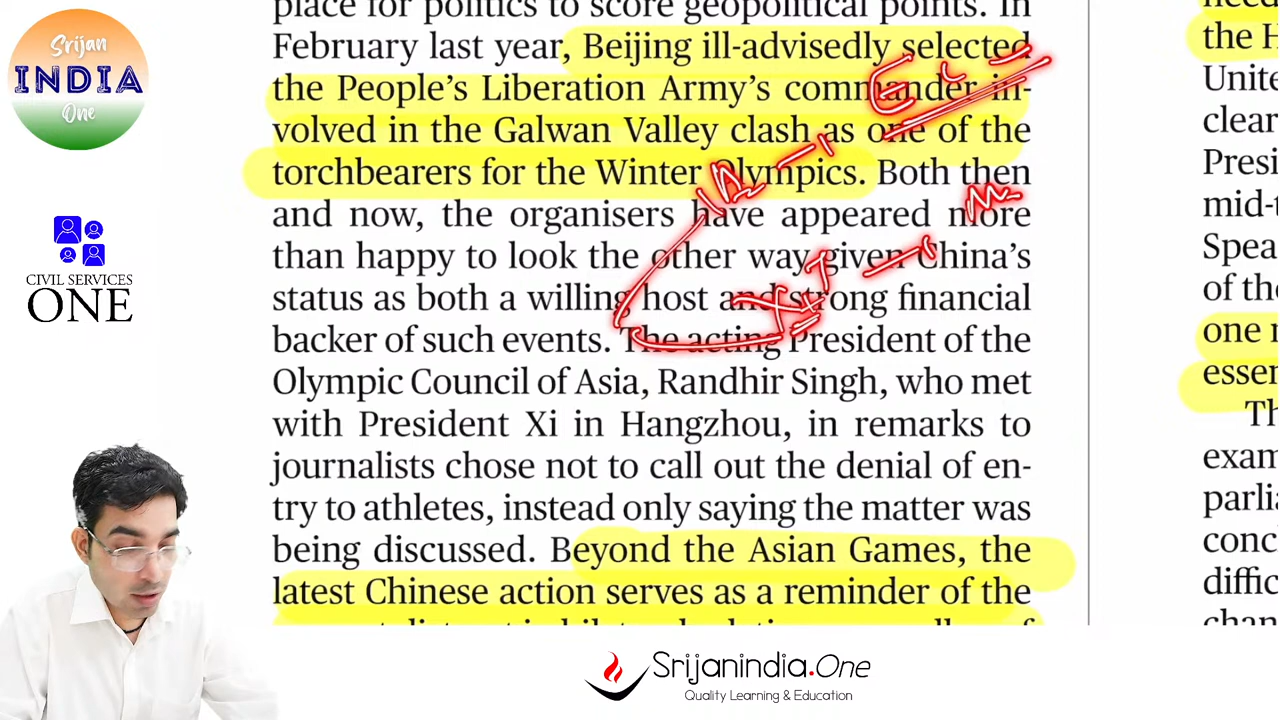 Srijan
INDIA
One
CIVIL SERVICES
ONE
place for politics to score geopolitical points. In
February last year, Beijing ill-advisedly selected
the People's Liberation Army's commander in-
volved in the Galwan Valley clash as one of the
torchbearers for the Winter Olympics. Both then
and now, the organisers have appeared more
than happy to look the other way given China's
status as both a willing host and strong financial
backer of such events. The acting President of the
Olympic Council of Asia, Randhir Singh, who met
with President Xi in Hangzhou, in remarks to
journalists chose not to call out the denial of en-
try to athletes, instead only saying the matter was
being discussed. Beyond the Asian Games, the
latest Chinese action serves as a reminder of the
the H
Unite
clear
Presi
mid-t
Spea
of the
one
essen
Th
exam
parlia
conc
diffic
chan
Srijanindia.One
Quality Learning & Education